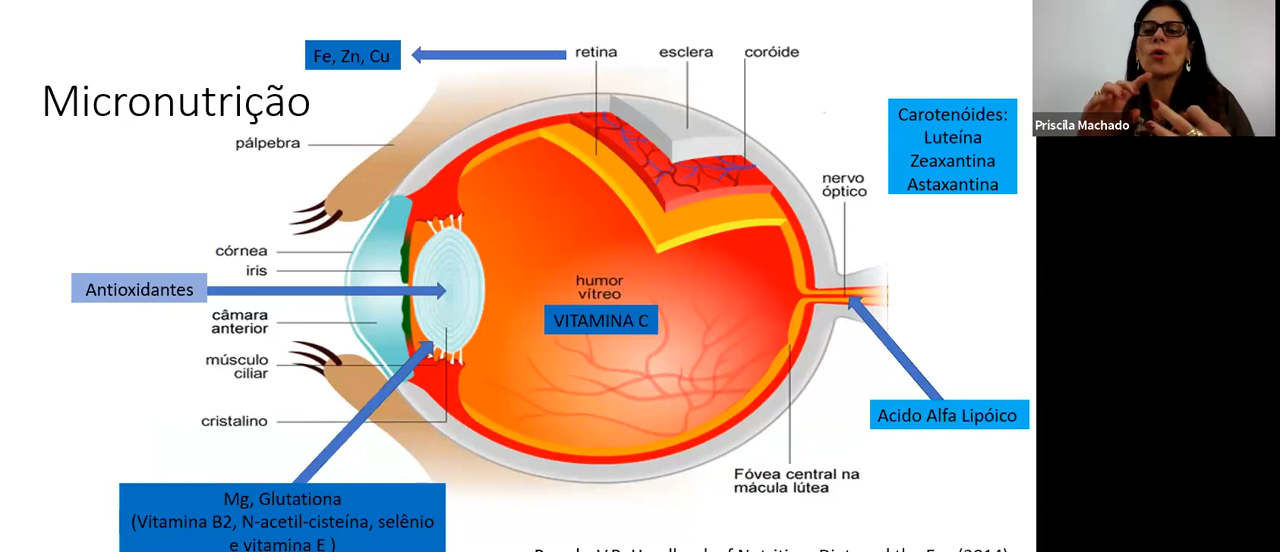 Fe, Zn, Cu
retina
esclera
coróide
Micronutrição
pálpebra
Carotenóides:
Luteína
Zeaxantina
Astaxantina
Priscila Machado
nervo
óptico
córnea
iris
Antioxidantes
humor
vítreo
VITAMINA C
câmara
anterior
músculo
ciliar
cristalino
Acido Alfa Lipóico
Fóvea central na
mácula lútea
Mg, Glutationa
(Vitamina B2, N-acetil-cisteína, selênio
e vitamina E )